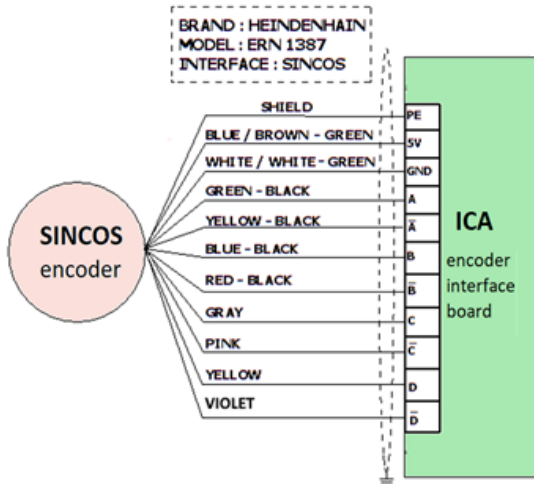 BRAND : HEINDENHAIN
MODEL : ERN 1387
INTERFACE : SINCOS
SHIELD
PE
BLUE / BROWN - GREEN
5V
WHITE / WHITE - GREEN
GND
GREEN - BLACK
A
YELLOW - BLACK
A̅
BLUE - BLACK
B
RED - BLACK
B̅
GRAY
C
PINK
C̅
YELLOW
D
VIOLET
D̅
SINCOS
encoder
ICA
encoder
interface
board